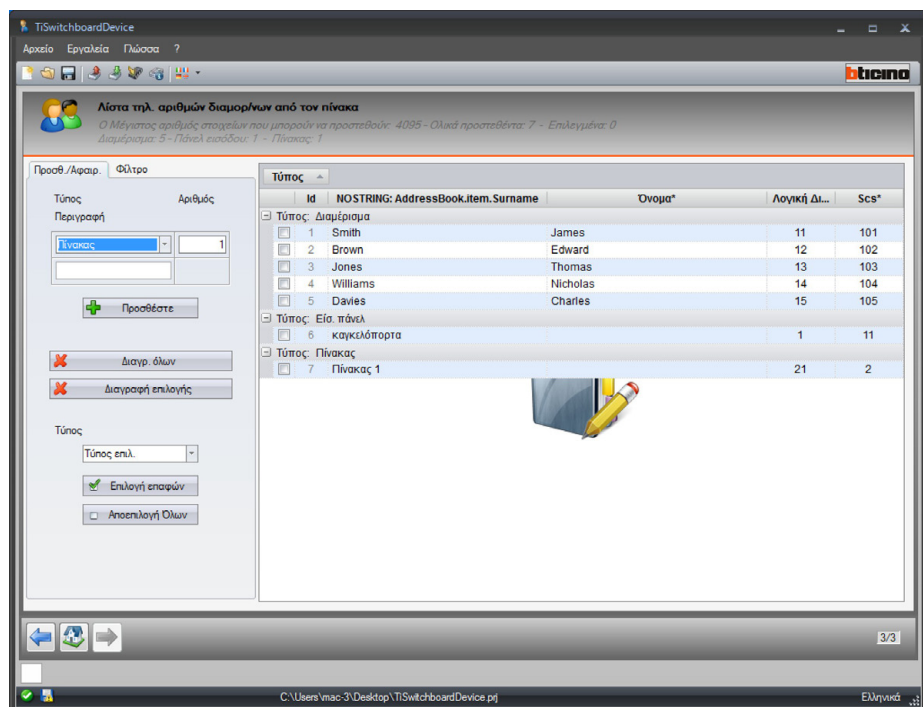 TiSwitchboardDevice
Αρχείο Εργαλεία Γλώσσα ?
bticino
Λίστα τηλ. αριθμών διαμορ/νων από τον πίνακα
Ο Μέγιστος αριθμός στοιχείων που μπορούν να προστεθούν: 4095 - Ολικά προστεθέντα: 7 - Επιλεγμένα: 0
Διαμέρισμα: 5 - Πάνελ εισόδου: 1 - Πίνακας: 1
Προσθ./Αφαιρ. Φίλτρο
Τύπος Αριθμός
Περιγραφή
Πίνακας 1
Προσθέστε
Διαγρ. όλων
Διαγραφή επιλογής
Τύπος
Τύπος επιλ.
Επιλογή επαφών
Αποεπιλογή Όλων
Τύπος
Id NOSTRING: AddressBook.item.Surname Όνομα* Λογική Δι... Scs*
Τύπος: Διαμέρισμα
1 Smith James 11 101
2 Brown Edward 12 102
3 Jones Thomas 13 103
4 Williams Nicholas 14 104
5 Davies Charles 15 105
Τύπος: Είσ. πάνελ
6 καγκελόπορτα 1 11
Τύπος: Πίνακας
7 Πίνακας 1 21 2
3/3
C:\Users\mac-3\Desktop\TiSwitchboardDevice.prj Ελληνικά